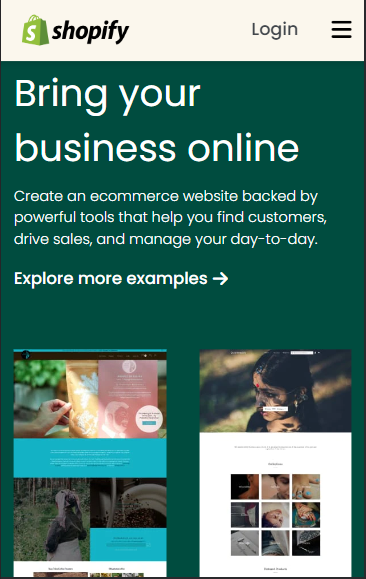 shopify
Login
Bring your
business online
Create an ecommerce website backed by
powerful tools that help you find customers,
drive sales, and manage your day-to-day.
Explore more examples →